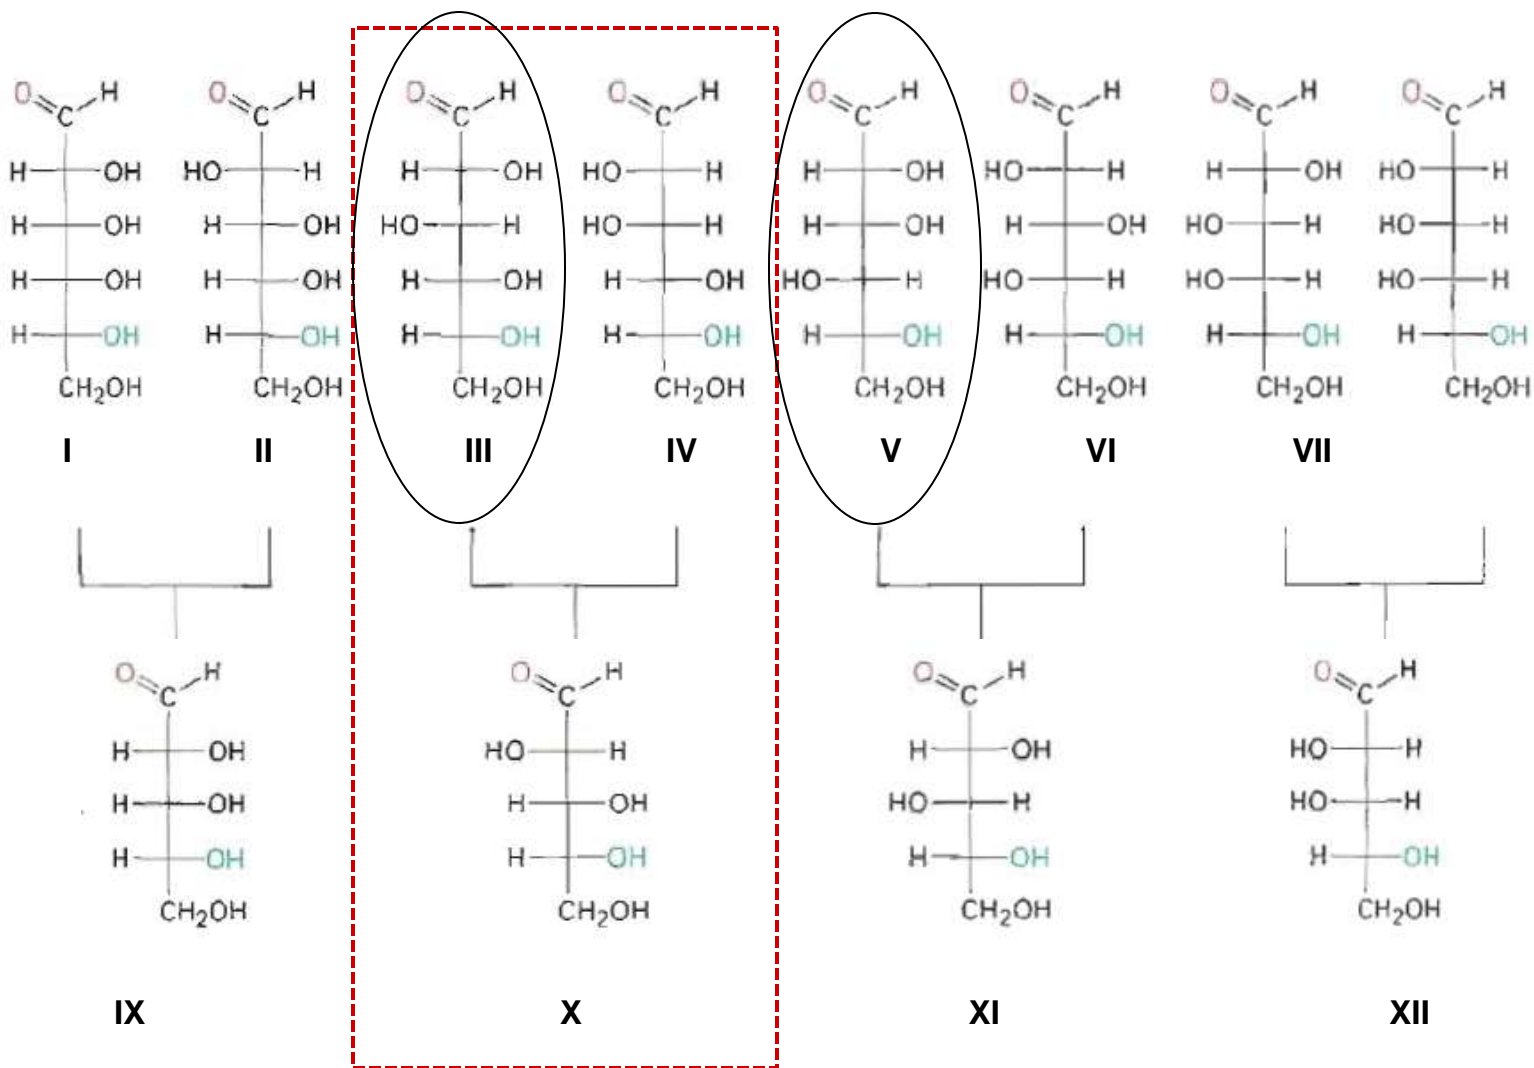 O H O H O H O H O H O H O H O H
C C C C C C C C
H OH HO H H OH HO H H OH HO H H OH HO H
H OH H OH HO H HO H H OH H OH HO H HO H
H OH H OH H OH H OH HO H HO H HO H HO H
H OH H OH H OH H OH H OH H OH H OH H OH
CH2OH CH2OH CH2OH CH2OH CH2OH CH2OH CH2OH CH2OH
I II III IV V VI VII
O H O H O H O H
C C C C
H OH HO H H OH HO H
H OH H OH HO H HO H
H OH H OH H OH H OH
CH2OH CH2OH CH2OH CH2OH
IX X XI XII